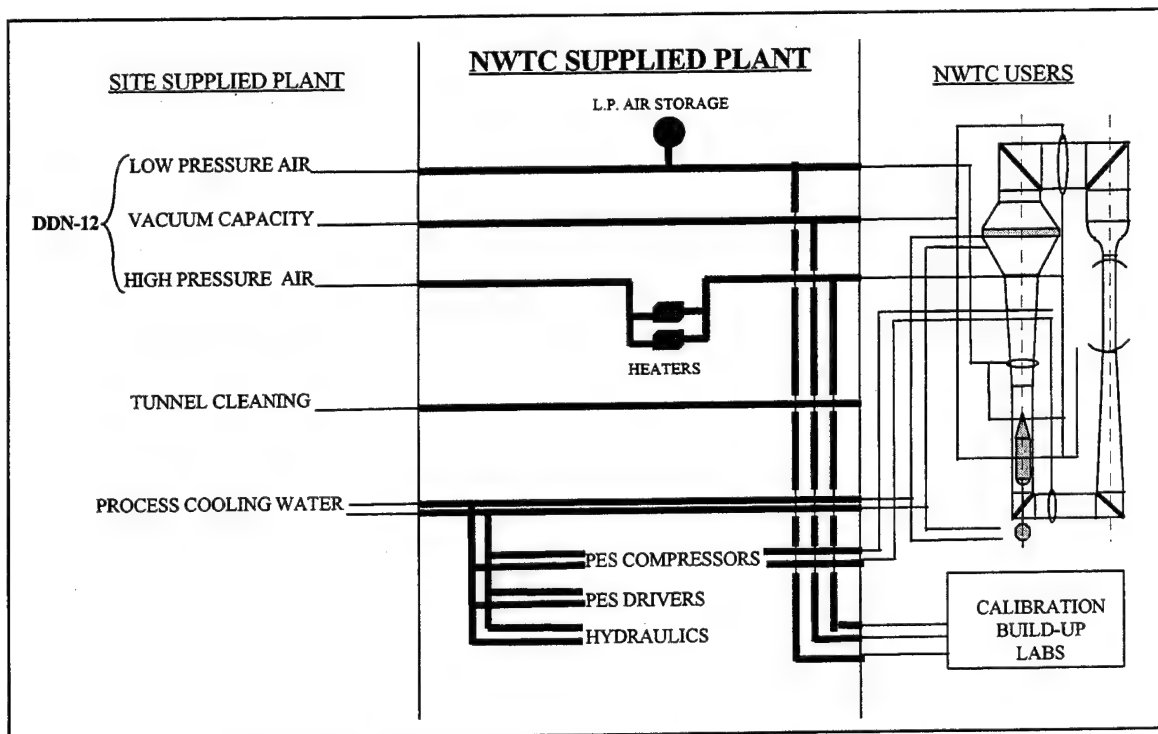 SITE SUPPLIED PLANT
NWTC SUPPLIED PLANT
NWTC USERS
L.P. AIR STORAGE
LOW PRESSURE AIR
DDN-12
VACUUM CAPACITY
HIGH PRESSURE AIR
HEATERS
TUNNEL CLEANING
PROCESS COOLING WATER
PES COMPRESSORS
PES DRIVERS
HYDRAULICS
CALIBRATION
BUILD-UP
LABS